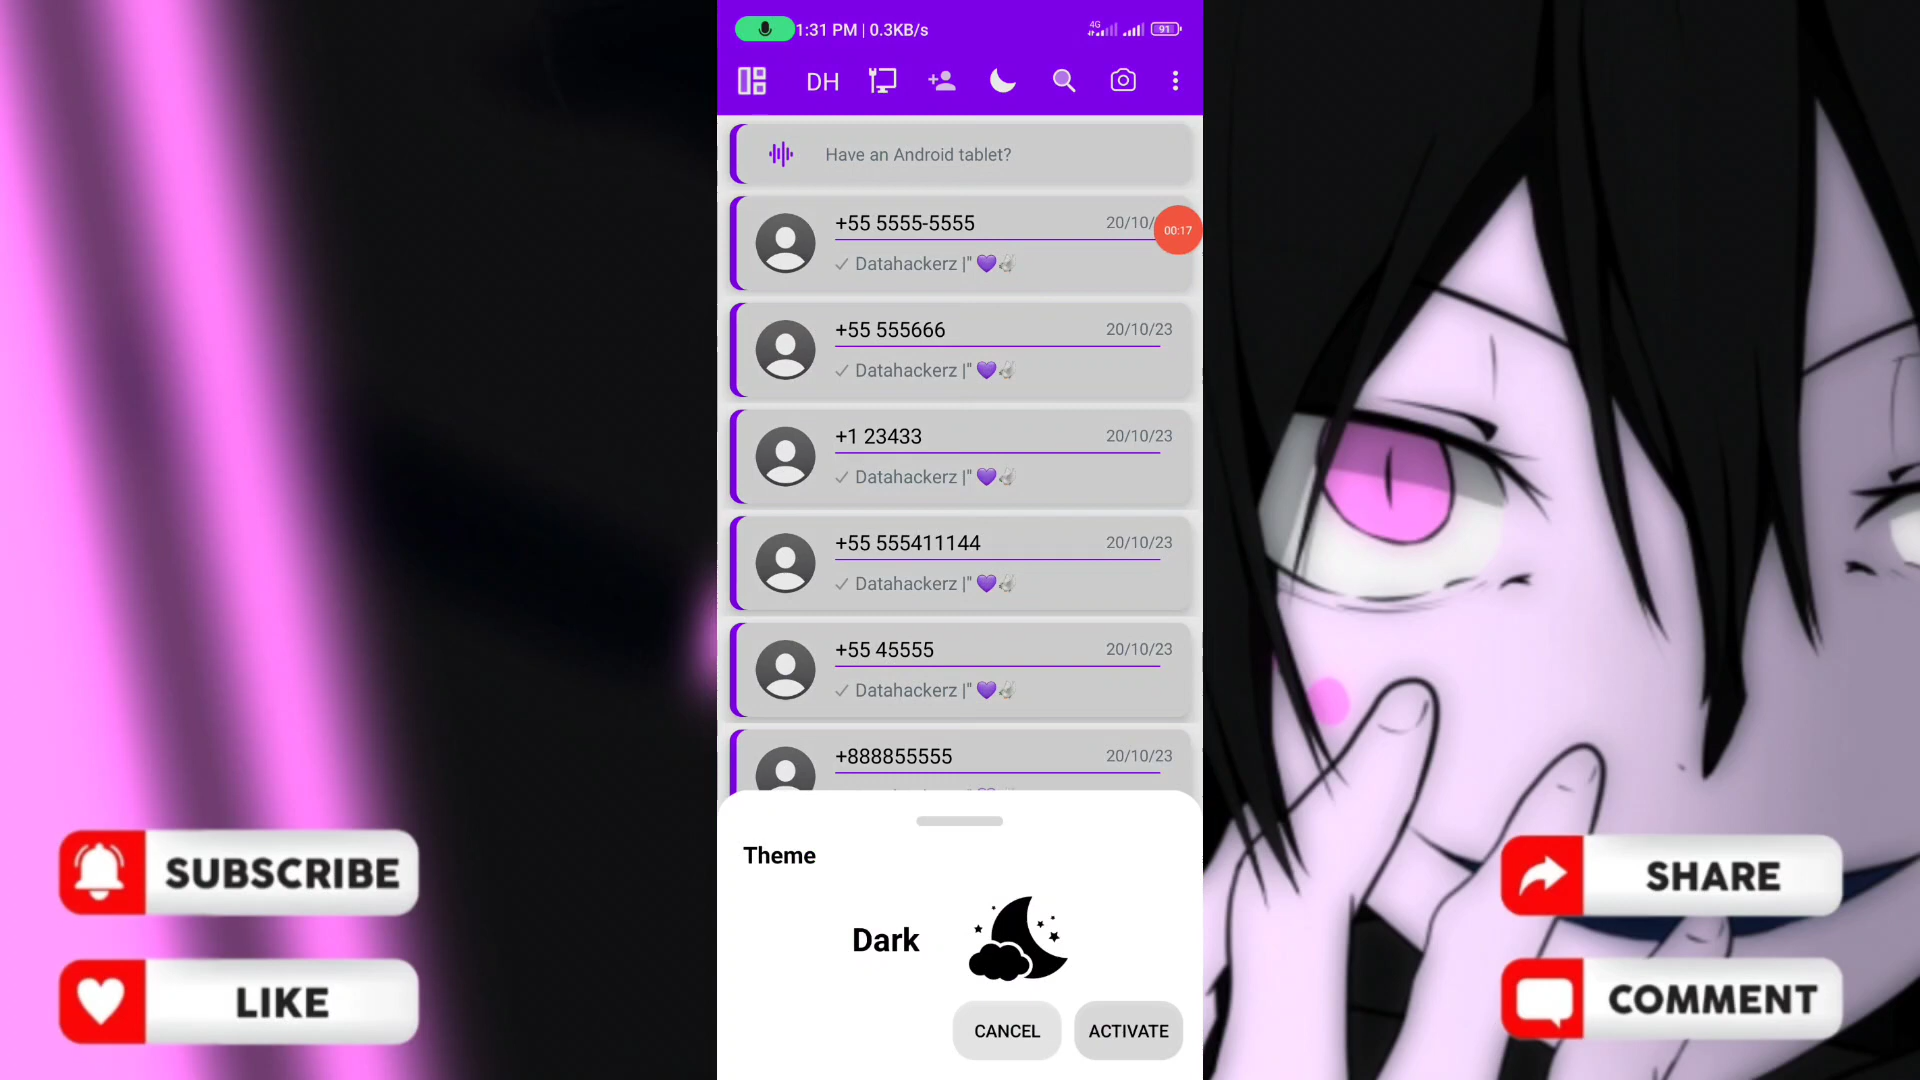 1:31 PM | 0.3KB/s
4G
91
DH
Have an Android tablet?
+55 5555-5555
20/10/
00:17
✓ Datahackerz |" 💜
+55 555666
20/10/23
✓ Datahackerz |" 💜
+1 23433
20/10/23
✓ Datahackerz |" 💜
+55 555411144
20/10/23
✓ Datahackerz |" 💜
+55 45555
20/10/23
✓ Datahackerz |" 💜
+888855555
20/10/23
Theme
Dark
CANCEL
ACTIVATE
SUBSCRIBE
LIKE
SHARE
COMMENT